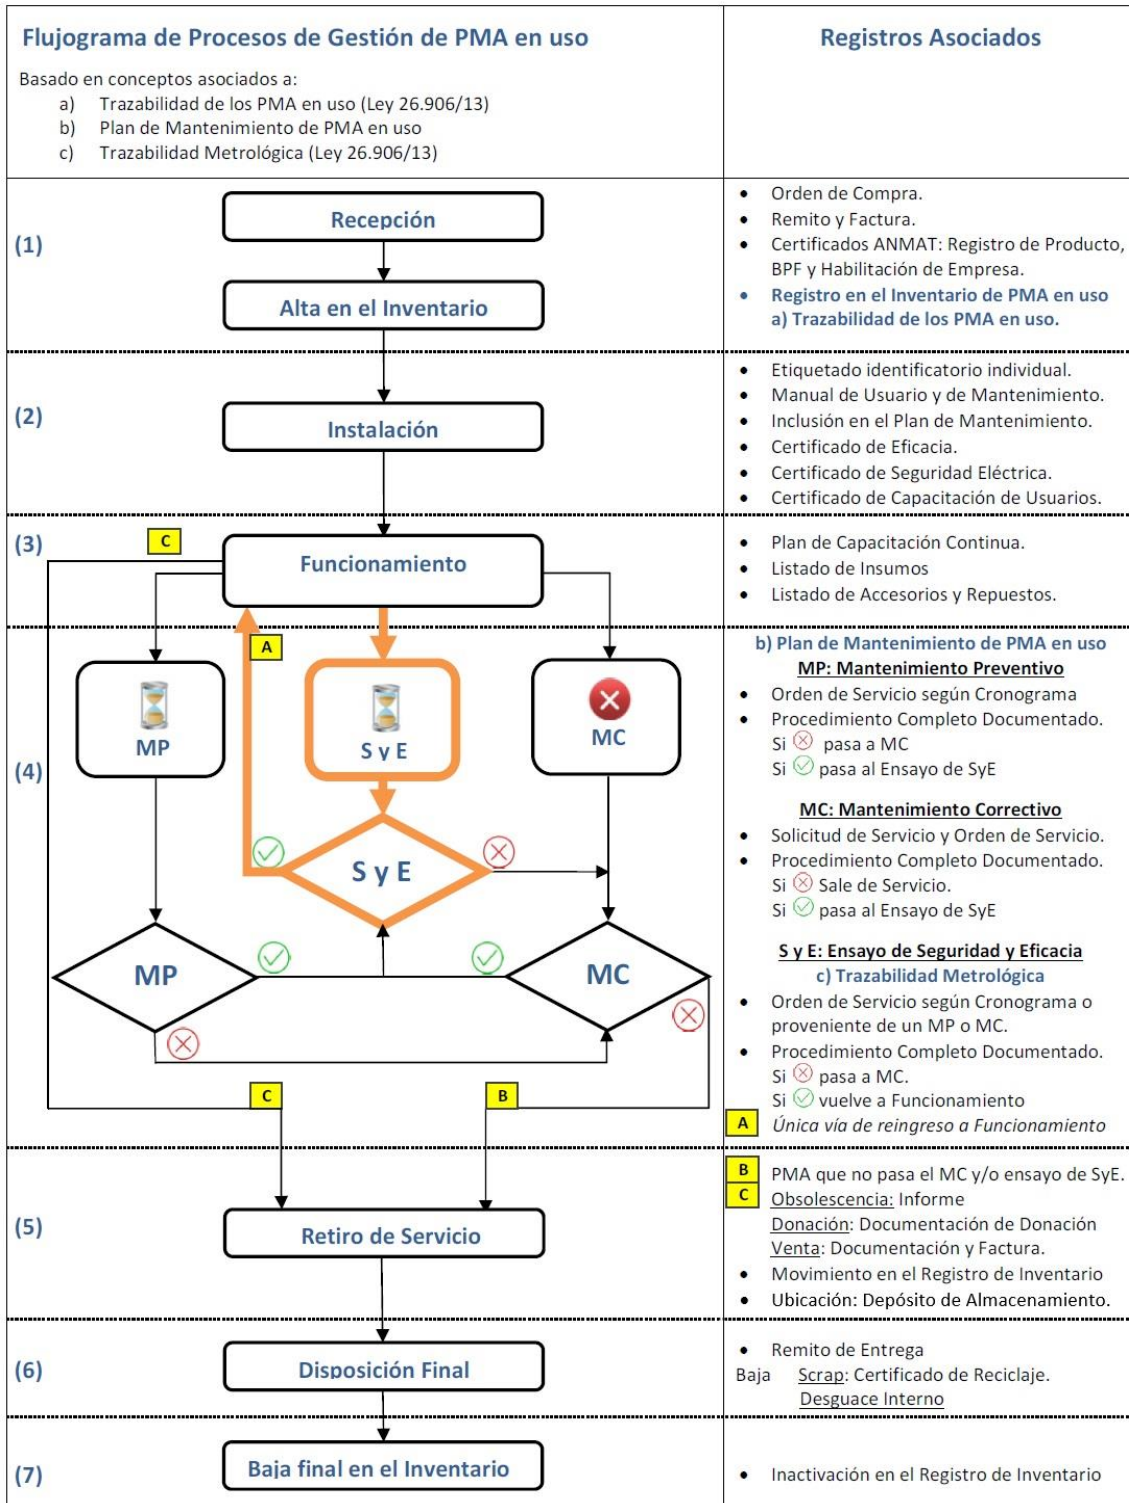 Flujograma de Procesos de Gestión de PMA en uso
Basado en conceptos asociados a:
a) Trazabilidad de los PMA en uso (Ley 26.906/13)
b) Plan de Mantenimiento de PMA en uso
c) Trazabilidad Metrológica (Ley 26.906/13)
Registros Asociados
(1)
Recepción
Alta en el Inventario
• Orden de Compra.
• Remito y Factura.
• Certificados ANMAT: Registro de Producto,
BPF y Habilitación de Empresa.
• Registro en el Inventario de PMA en uso
a) Trazabilidad de los PMA en uso.
(2)
Instalación
• Etiquetado identificatorio individual.
• Manual de Usuario y de Mantenimiento.
• Inclusión en el Plan de Mantenimiento.
• Certificado de Eficacia.
• Certificado de Seguridad Eléctrica.
• Certificado de Capacitación de Usuarios.
(3)
C
Funcionamiento
• Plan de Capacitación Continua.
• Listado de Insumos
• Listado de Accesorios y Repuestos.
(4)
A
MP
S y E
MC
S y E
MP
MC
C
B
b) Plan de Mantenimiento de PMA en uso
MP: Mantenimiento Preventivo
• Orden de Servicio según Cronograma
• Procedimiento Completo Documentado.
Si pasa a MC
Si pasa al Ensayo de SyE
MC: Mantenimiento Correctivo
• Solicitud de Servicio y Orden de Servicio.
• Procedimiento Completo Documentado.
Si Sale de Servicio.
Si pasa al Ensayo de SyE
S y E: Ensayo de Seguridad y Eficacia
c) Trazabilidad Metrológica
• Orden de Servicio según Cronograma o
proveniente de un MP o MC.
• Procedimiento Completo Documentado.
Si pasa a MC.
Si vuelve a Funcionamiento
A Única vía de reingreso a Funcionamiento
(5)
Retiro de Servicio
B PMA que no pasa el MC y/o ensayo de SyE.
C Obsolescencia: Informe
Donación: Documentación de Donación
Venta: Documentación y Factura.
• Movimiento en el Registro de Inventario
• Ubicación: Depósito de Almacenamiento.
(6)
Disposición Final
• Remito de Entrega
Baja Scrap: Certificado de Reciclaje.
Desguace Interno
(7)
Baja final en el Inventario
• Inactivación en el Registro de Inventario